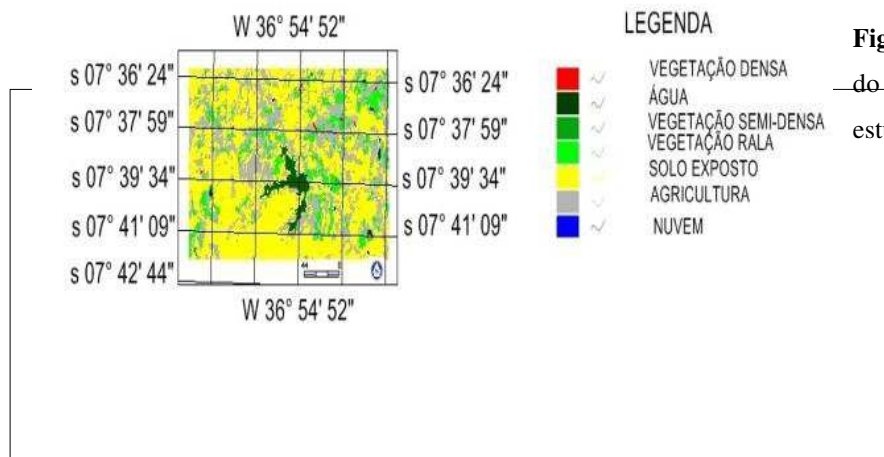 W 36° 54' 52"
s 07° 36' 24"
s 07° 37' 59"
s 07° 39' 34"
s 07° 41' 09"
s 07° 42' 44"
s 07° 36' 24"
s 07° 37' 59"
s 07° 39' 34"
s 07° 41' 09"
W 36° 54' 52"
LEGENDA
VEGETAÇÃO DENSA
ÁGUA
VEGETAÇÃO SEMI-DENSA
VEGETAÇÃO RALA
SOLO EXPOSTO
AGRICULTURA
NUVEM
Fig
do
est